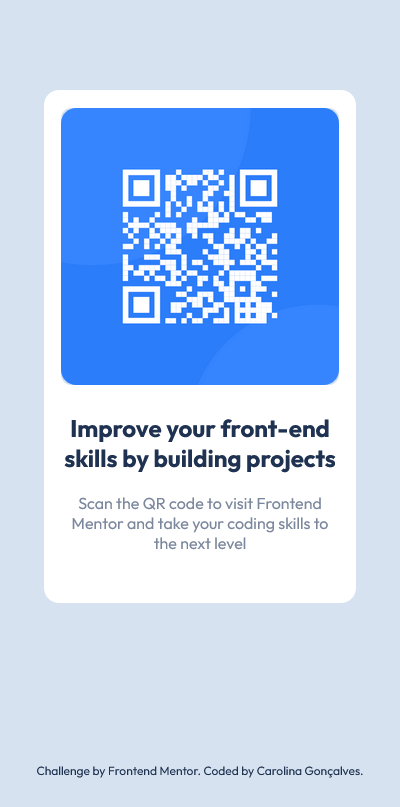 Improve your front-end
skills by building projects
Scan the QR code to visit Frontend
Mentor and take your coding skills to
the next level
Challenge by Frontend Mentor. Coded by Carolina Gonçalves.